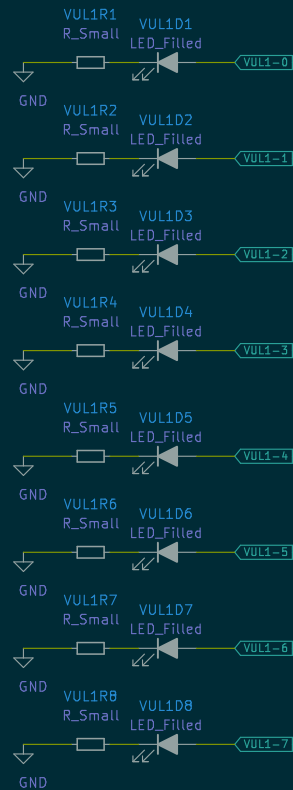 VUL1R1
R_Small
VUL1D1
LED_Filled
VUL1-0
GND
VUL1R2
R_Small
VUL1D2
LED_Filled
VUL1-1
GND
VUL1R3
R_Small
VUL1D3
LED_Filled
VUL1-2
GND
VUL1R4
R_Small
VUL1D4
LED_Filled
VUL1-3
GND
VUL1R5
R_Small
VUL1D5
LED_Filled
VUL1-4
GND
VUL1R6
R_Small
VUL1D6
LED_Filled
VUL1-5
GND
VUL1R7
R_Small
VUL1D7
LED_Filled
VUL1-6
GND
VUL1R8
R_Small
VUL1D8
LED_Filled
VUL1-7
GND